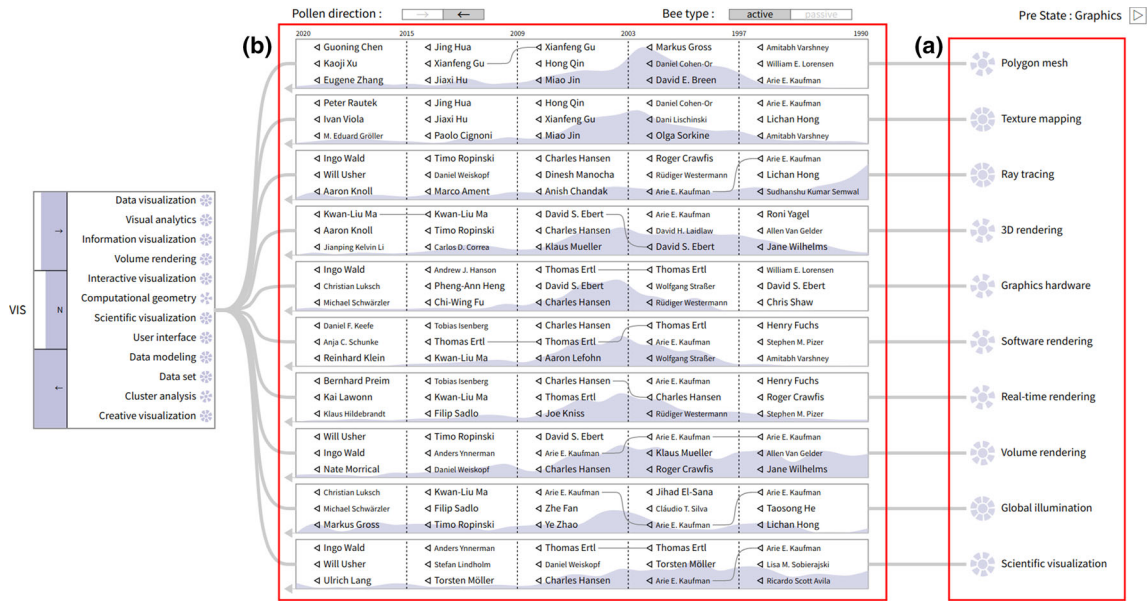 Pollen direction : → ← Bee type : active passive Pre State : Graphics
(b) (a)
2020 2015 2009 2003 1997 1990
Guoning Chen Jing Hua Xianfeng Gu Markus Gross Amitabh Varshney
Kaoji Xu Xianfeng Gu Hong Qin Daniel Cohen-Or William E. Lorensen Polygon mesh
Eugene Zhang Jiaxi Hu Miao Jin David E. Breen Arie E. Kaufman
Peter Rautek Jing Hua Hong Qin Daniel Cohen-Or Arie E. Kaufman
Ivan Viola Jiaxi Hu Xianfeng Gu Dani Lischinski Lichan Hong Texture mapping
M. Eduard Gröller Paolo Cignoni Miao Jin Olga Sorkine Amitabh Varshney
Ingo Wald Timo Ropinski Charles Hansen Roger Crawfis Arie E. Kaufman
Will Usher Daniel Weiskopf Dinesh Manocha Rüdiger Westermann Lichan Hong Ray tracing
Aaron Knoll Marco Ament Anish Chandak Arie E. Kaufman Sudhanshu Kumar Semwal
Kwan-Liu Ma Kwan-Liu Ma David S. Ebert Arie E. Kaufman Roni Yagel
Aaron Knoll Timo Ropinski Charles Hansen David H. Laidlaw Allen Van Gelder 3D rendering
Jianping Kelvin Li Carlos D. Correa Klaus Mueller David S. Ebert Jane Wilhelms
Ingo Wald Andrew J. Hanson Thomas Ertl Thomas Ertl William E. Lorensen
Christian Luksch Pheng-Ann Heng David S. Ebert Wolfgang Straßer David S. Ebert Graphics hardware
Michael Schwärzler Chi-Wing Fu Charles Hansen Rüdiger Westermann Chris Shaw
Daniel F. Keefe Tobias Isenberg Charles Hansen Thomas Ertl Henry Fuchs
Anja C. Schunke Thomas Ertl Thomas Ertl Arie E. Kaufman Stephen M. Pizer Software rendering
Reinhard Klein Kwan-Liu Ma Aaron Lefohn Wolfgang Straßer Amitabh Varshney
Bernhard Preim Tobias Isenberg Charles Hansen Arie E. Kaufman Henry Fuchs
Kai Lawonn Kwan-Liu Ma Thomas Ertl Charles Hansen Roger Crawfis Real-time rendering
Klaus Hildebrandt Filip Sadlo Joe Kniss Rüdiger Westermann Stephen M. Pizer
Will Usher Timo Ropinski David S. Ebert Arie E. Kaufman Arie E. Kaufman
Ingo Wald Anders Ynnerman Arie E. Kaufman Klaus Mueller Allen Van Gelder Volume rendering
Nate Morrical Daniel Weiskopf Charles Hansen Roger Crawfis Jane Wilhelms
Christian Luksch Kwan-Liu Ma Arie E. Kaufman Jihad El-Sana Arie E. Kaufman
Michael Schwärzler Filip Sadlo Zhe Fan Cláudio T. Silva Taosong He Global illumination
Markus Gross Timo Ropinski Ye Zhao Arie E. Kaufman Lichan Hong
Ingo Wald Anders Ynnerman Thomas Ertl Thomas Ertl Arie E. Kaufman
Will Usher Stefan Lindholm Daniel Weiskopf Torsten Möller Lisa M. Sobierajski Scientific visualization
Ulrich Lang Torsten Möller Charles Hansen Arie E. Kaufman Ricardo Scott Avila
VIS
→
N
←
Data visualization
Visual analytics
Information visualization
Volume rendering
Interactive visualization
Computational geometry
Scientific visualization
User interface
Data modeling
Data set
Cluster analysis
Creative visualization